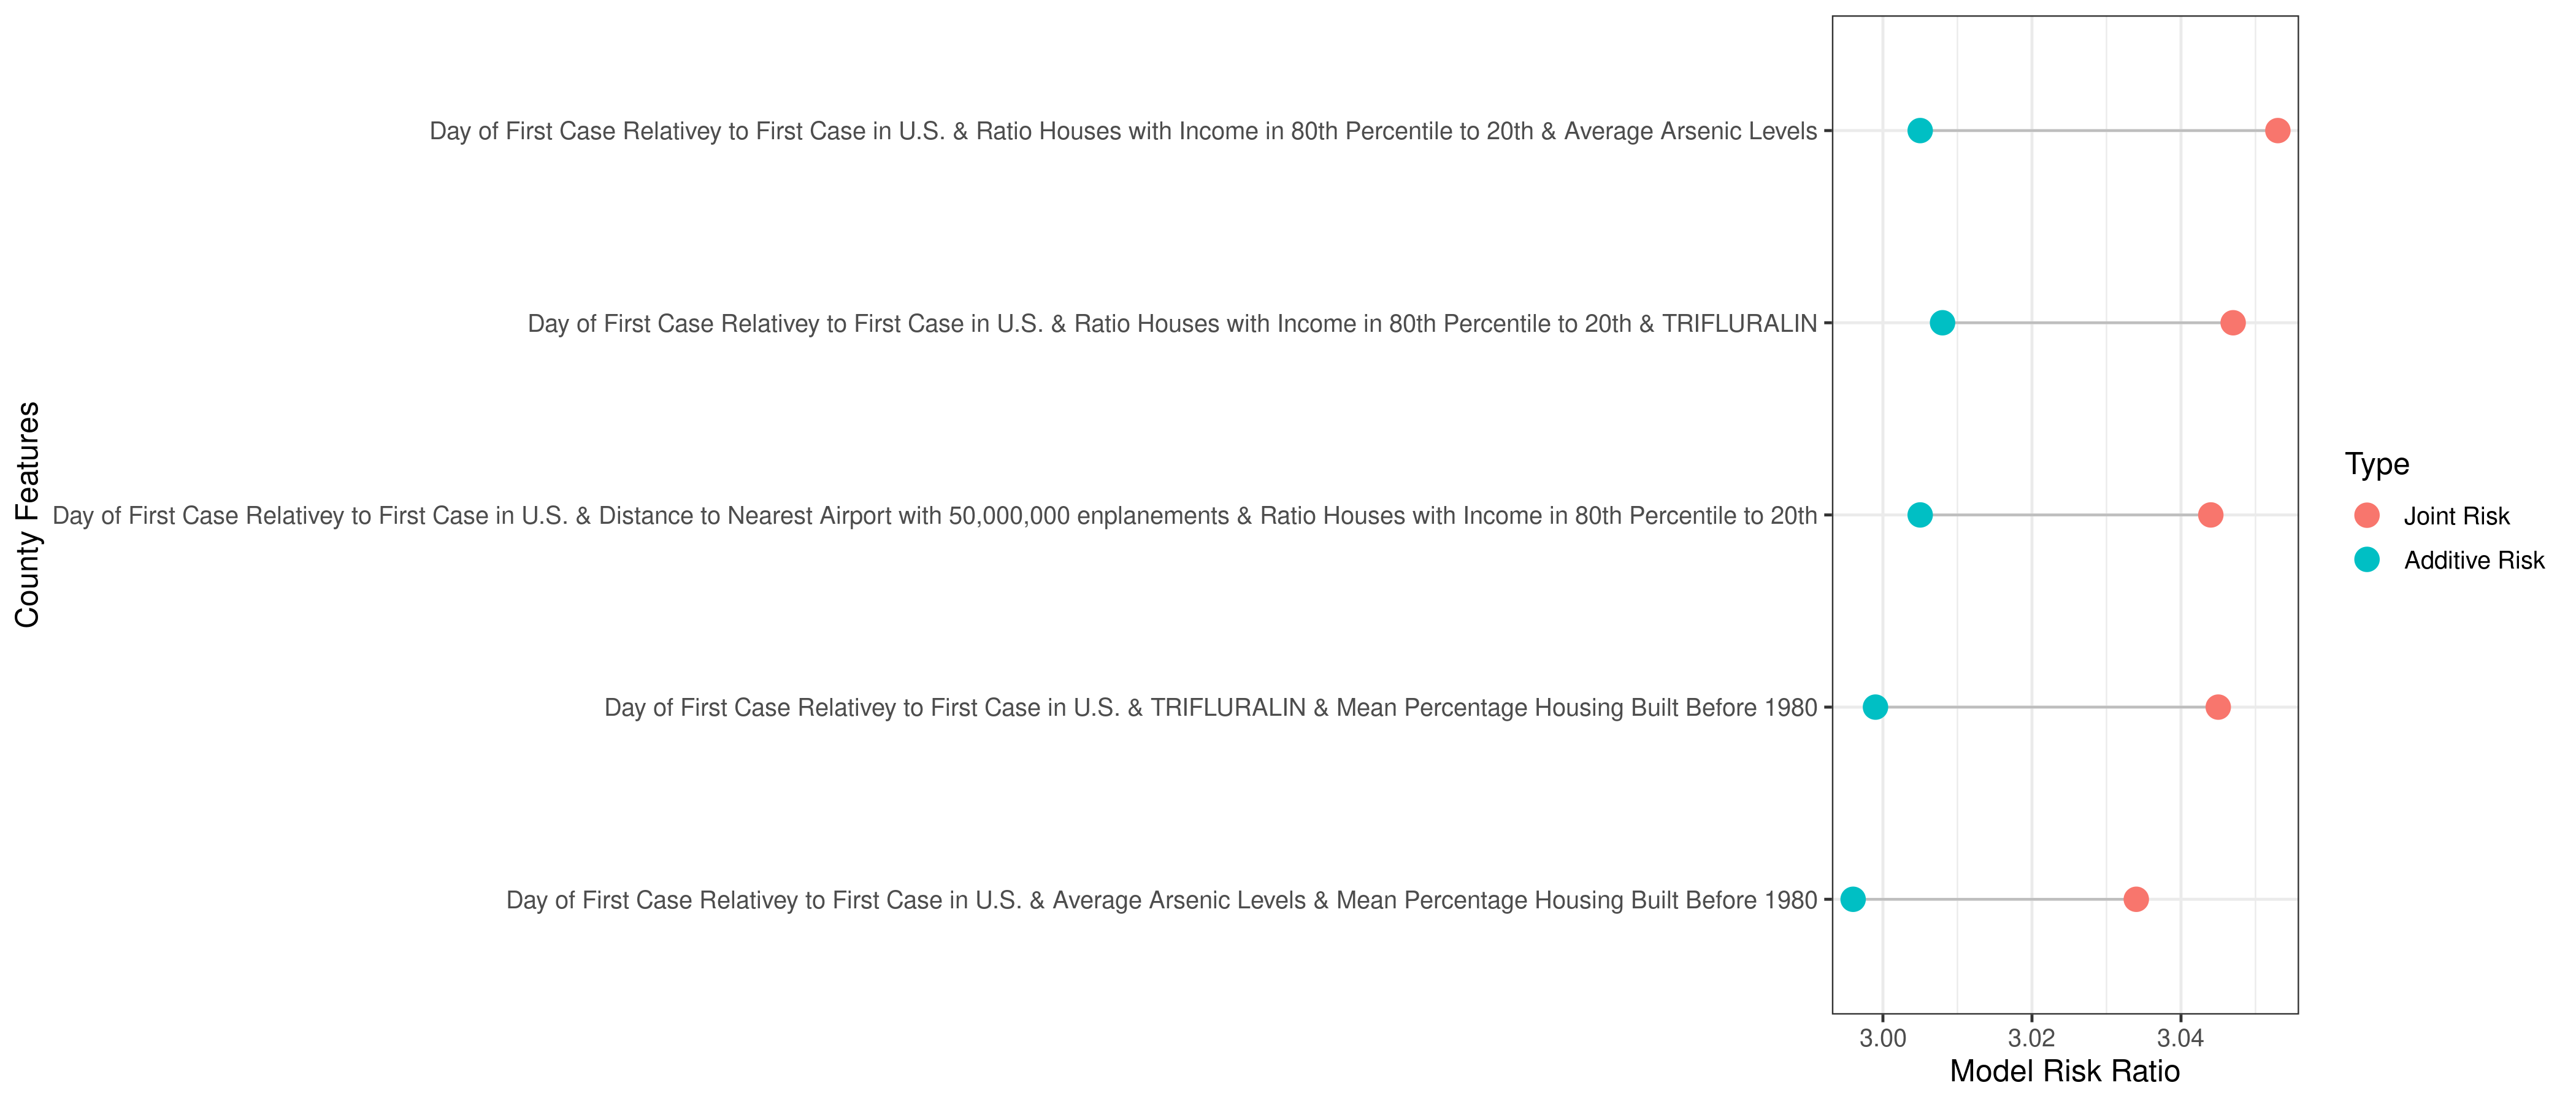 County Features
Day of First Case Relativey to First Case in U.S. & Ratio Houses with Income in 80th Percentile to 20th & Average Arsenic Levels
Day of First Case Relativey to First Case in U.S. & Ratio Houses with Income in 80th Percentile to 20th & TRIFLURALIN
Day of First Case Relativey to First Case in U.S. & Distance to Nearest Airport with 50,000,000 enplanements & Ratio Houses with Income in 80th Percentile to 20th
Day of First Case Relativey to First Case in U.S. & TRIFLURALIN & Mean Percentage Housing Built Before 1980
Day of First Case Relativey to First Case in U.S. & Average Arsenic Levels & Mean Percentage Housing Built Before 1980
3.00 3.02 3.04
Model Risk Ratio
Type
Joint Risk
Additive Risk